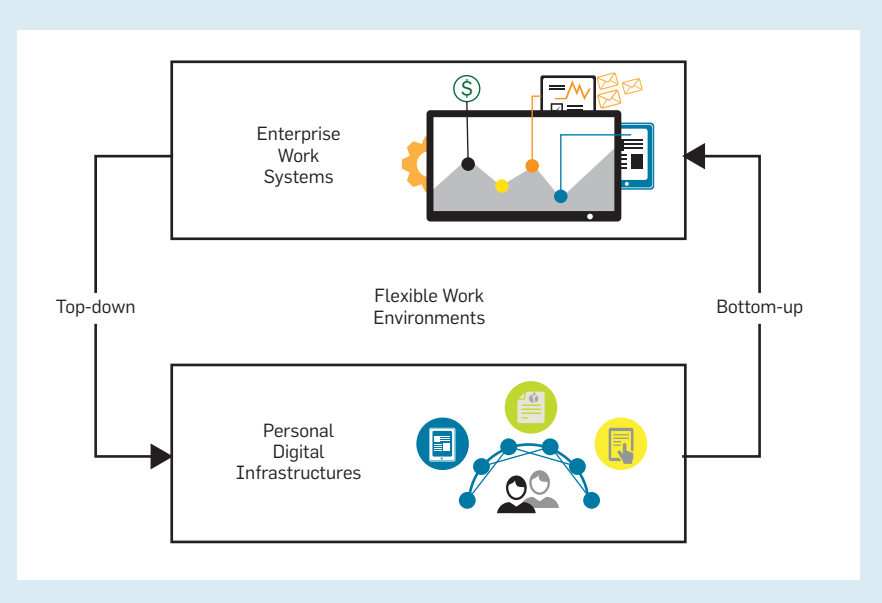 $
Enterprise
Work
Systems
Top-down
Flexible Work
Environments
Bottom-up
Personal
Digital
Infrastructures